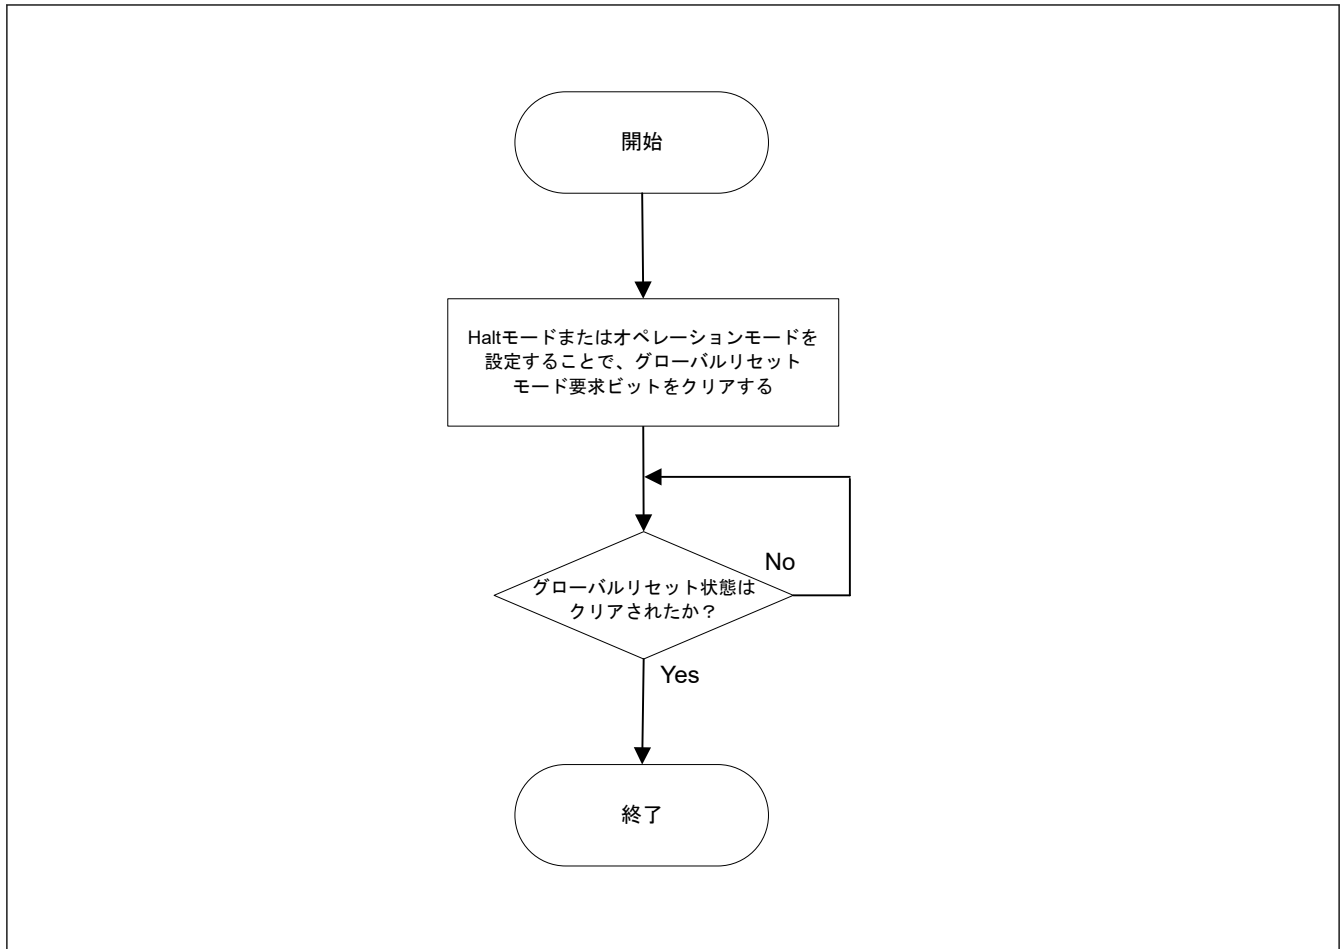 開始
Haltモードまたはオペレーションモードを
設定することで、グローバルリセット
モード要求ビットをクリアする
No
グローバルリセット状態は
クリアされたか？
Yes
終了